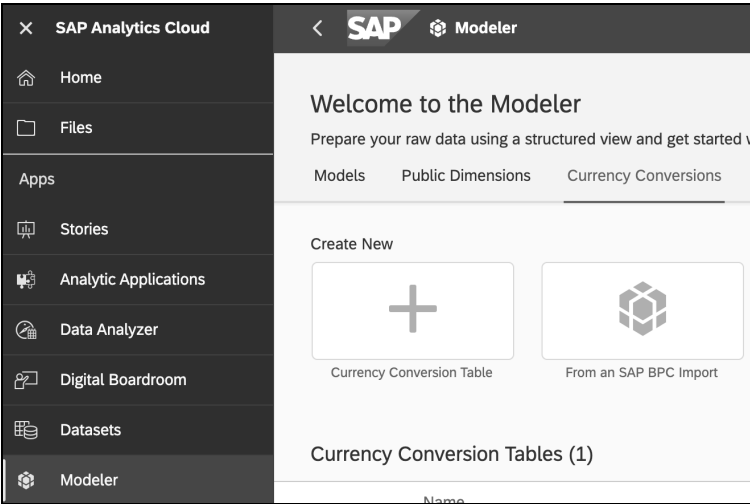 SAP Analytics Cloud
Home
Files
Apps
Stories
Analytic Applications
Data Analyzer
Digital Boardroom
Datasets
Modeler
SAP Modeler
Welcome to the Modeler
Prepare your raw data using a structured view and get started
Models Public Dimensions Currency Conversions
Create New
Currency Conversion Table From an SAP BPC Import
Currency Conversion Tables (1)
Name